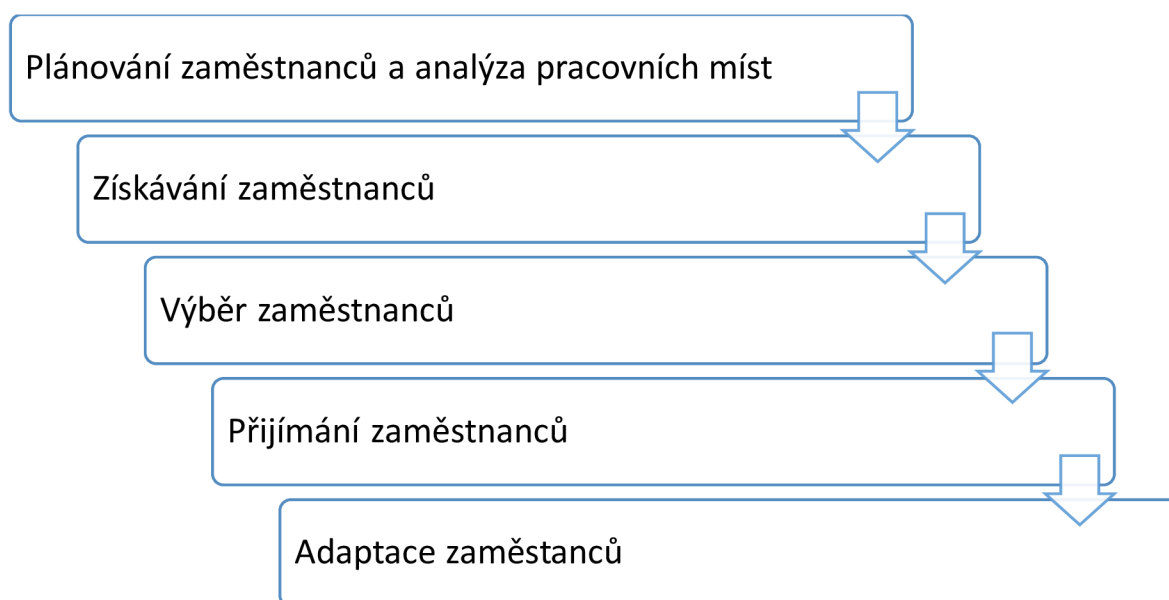 Plánování zaměstnanců a analýza pracovních míst
Získávání zaměstnanců
Výběr zaměstnanců
Přijímání zaměstnanců
Adaptace zaměstanců